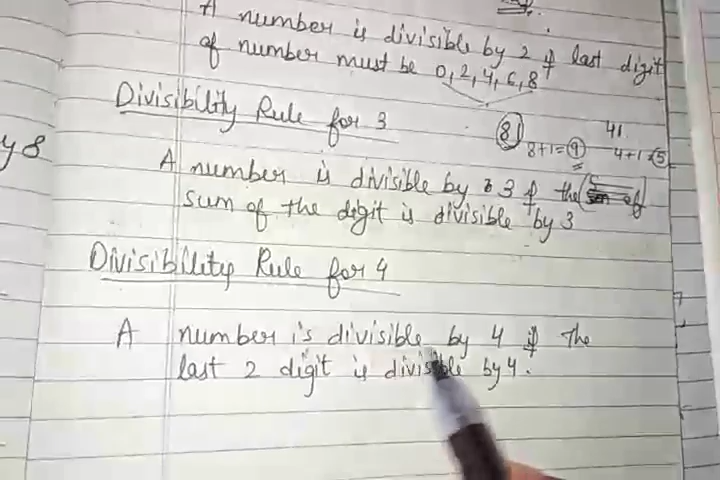 A number is divisible by 2 if last digit
of number must be 0, 2, 4, 6, 8
Divisibility Rule for 3
81
8+1=9
41
4+1=5
y 8
A number is divisible by 3 if the
sum of the digit is divisible by 3
Divisibility Rule for 4
A number is divisible by 4 if the
last 2 digit is divisible by 4.